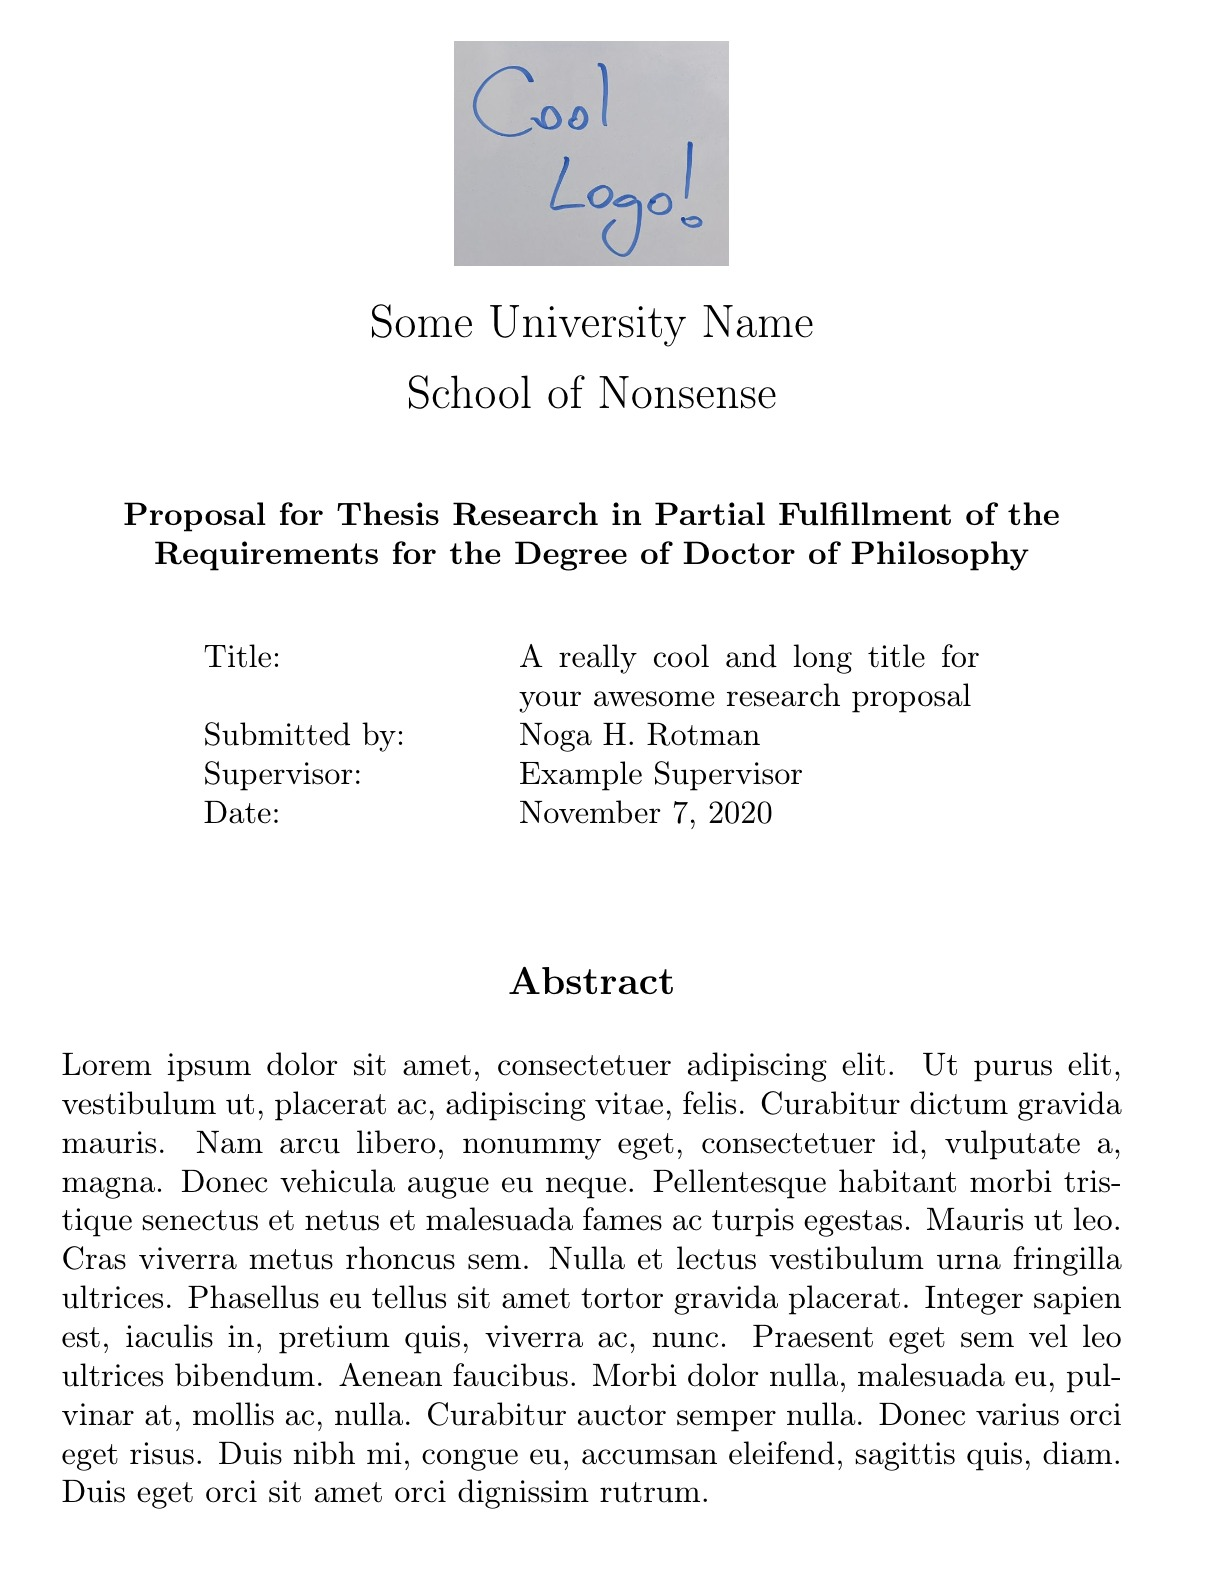 Cool
Logo!
Some University Name
School of Nonsense
Proposal for Thesis Research in Partial Fulfillment of the
Requirements for the Degree of Doctor of Philosophy
Title: A really cool and long title for
your awesome research proposal
Submitted by: Noga H. Rotman
Supervisor: Example Supervisor
Date: November 7, 2020
Abstract
Lorem ipsum dolor sit amet, consectetuer adipiscing elit. Ut purus elit,
vestibulum ut, placerat ac, adipiscing vitae, felis. Curabitur dictum gravida
mauris. Nam arcu libero, nonummy eget, consectetuer id, vulputate a,
magna. Donec vehicula augue eu neque. Pellentesque habitant morbi tris-
tique senectus et netus et malesuada fames ac turpis egestas. Mauris ut leo.
Cras viverra metus rhoncus sem. Nulla et lectus vestibulum urna fringilla
ultrices. Phasellus eu tellus sit amet tortor gravida placerat. Integer sapien
est, iaculis in, pretium quis, viverra ac, nunc. Praesent eget sem vel leo
ultrices bibendum. Aenean faucibus. Morbi dolor nulla, malesuada eu, pul-
vinar at, mollis ac, nulla. Curabitur auctor semper nulla. Donec varius orci
eget risus. Duis nibh mi, congue eu, accumsan eleifend, sagittis quis, diam.
Duis eget orci sit amet orci dignissim rutrum.